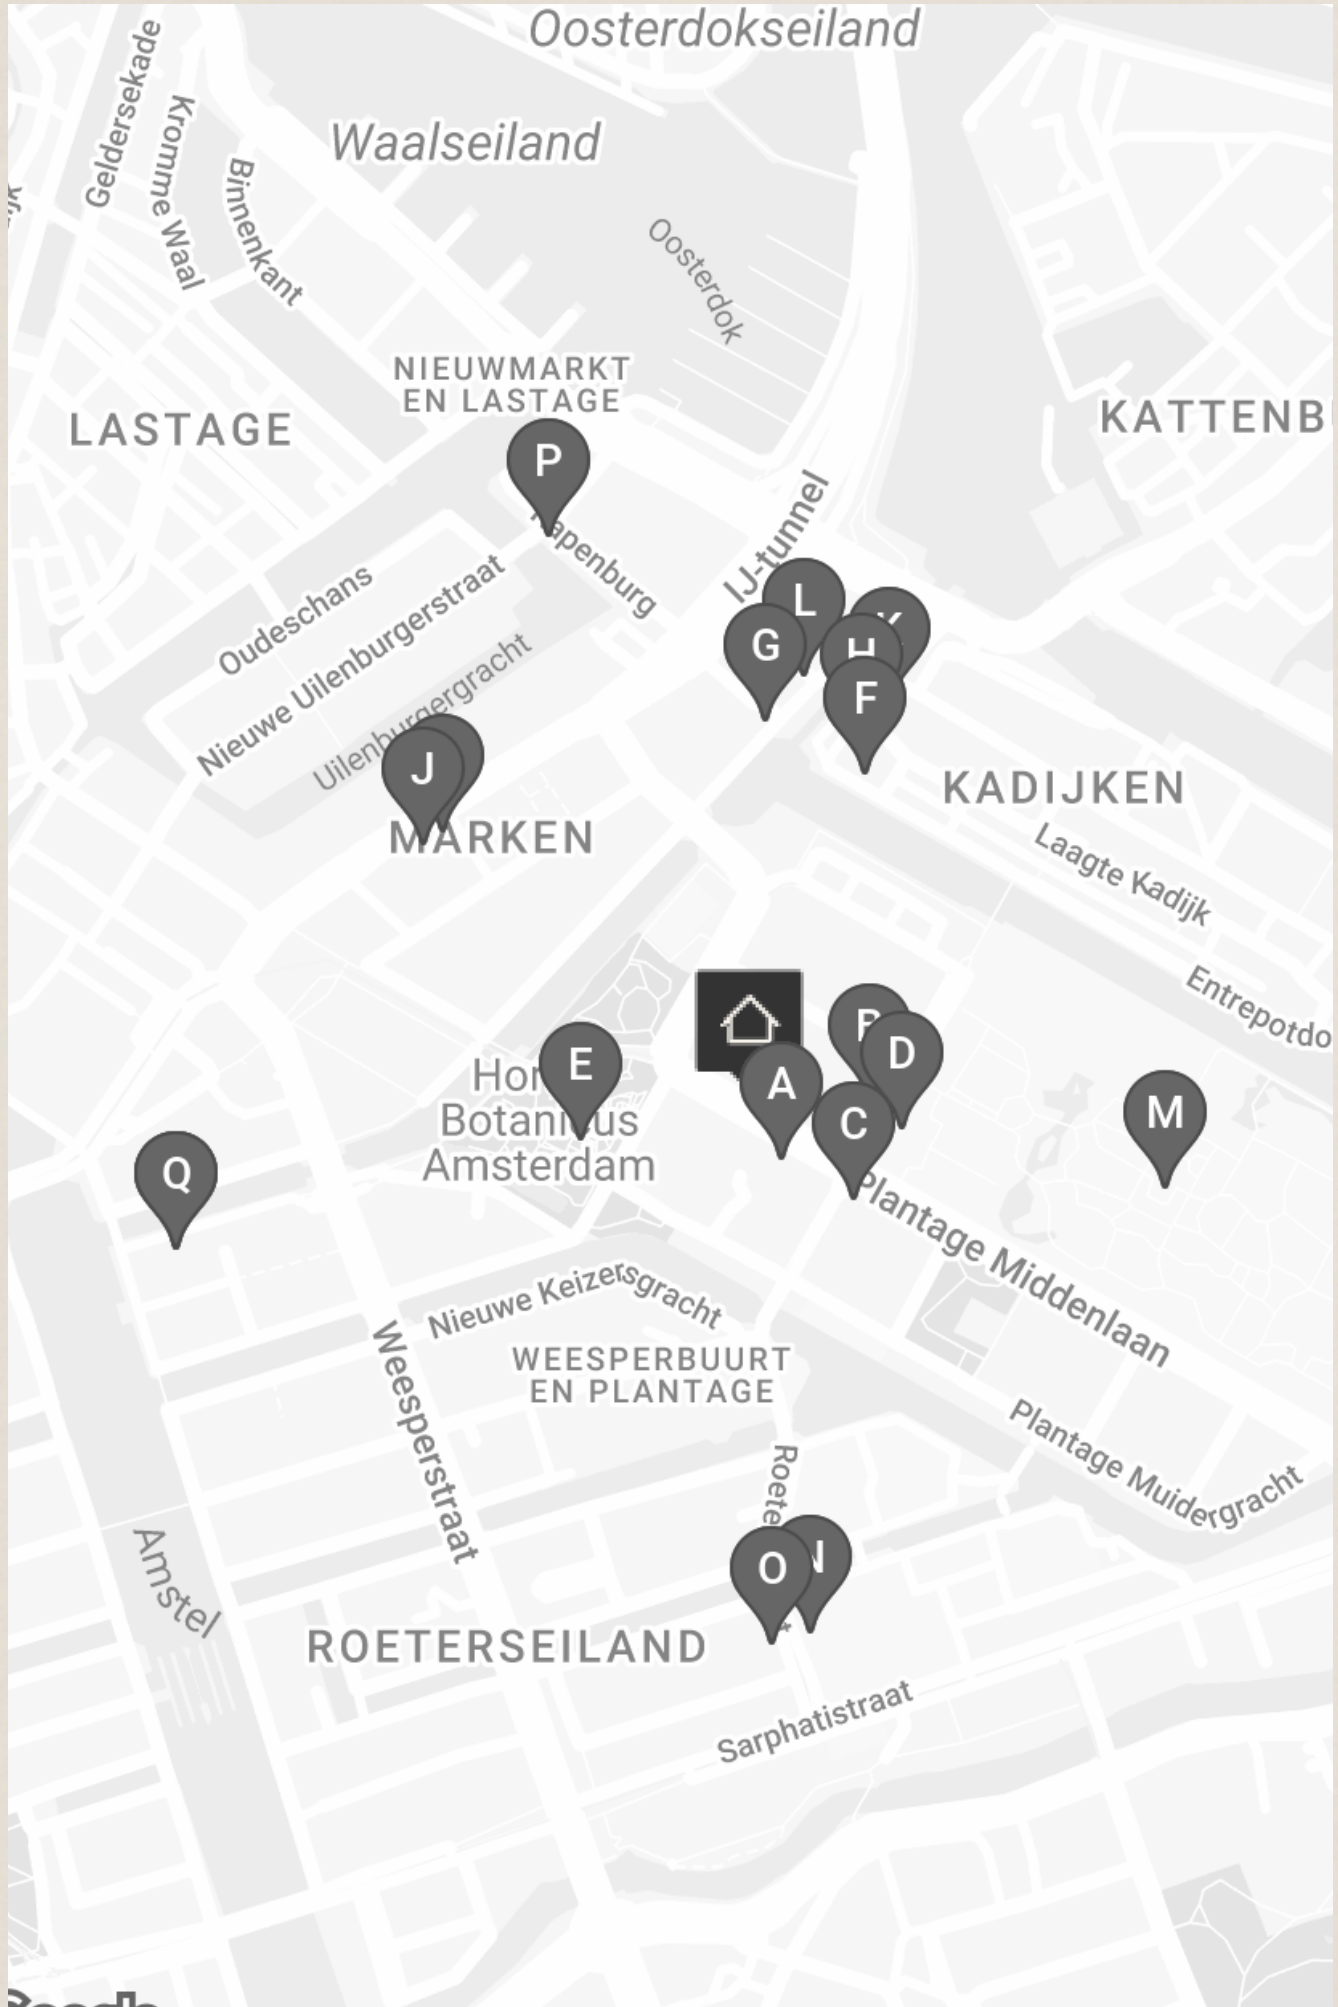 Oosterdokseiland
Geldersekade
Kromme Waal
Waalseiland
Binnenkant
Oosterdok
NIEUWMARKT
EN LASTAGE
LASTAGE
KATTENB
P
IJ-tunnel
Oudeschans
Nieuwe Uilenburgerstraat
Uilenburgergracht
L
G
K
H
F
J
MARKEN
KADIJKEN
Laagte Kadijk
Entrepotdo
E
Botanicus
Amsterdam
A
D
C
M
Q
Plantage Middenlaan
Nieuwe Keizersgracht
WEESPERBUURT
EN PLANTAGE
Weesperstraat
Plantage Muidergracht
Amstel
O
N
ROETERSEILAND
Sarphatistraat